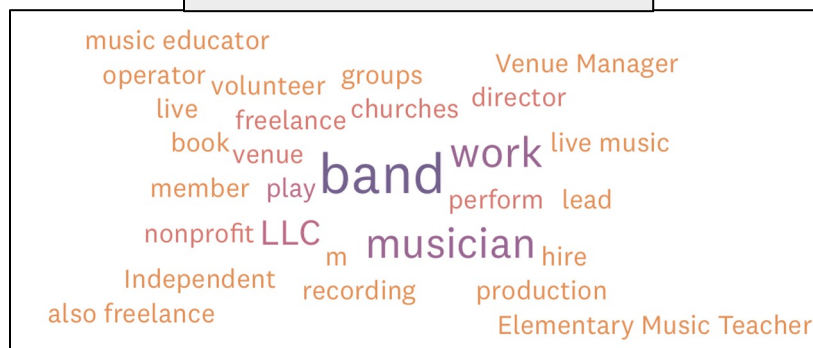 music educator
Venue Manager
operator volunteer groups
live freelance churches director
book venue band work live music
member play perform lead
nonprofit LLC musician hire
m
Independent recording production
also freelance
Elementary Music Teacher